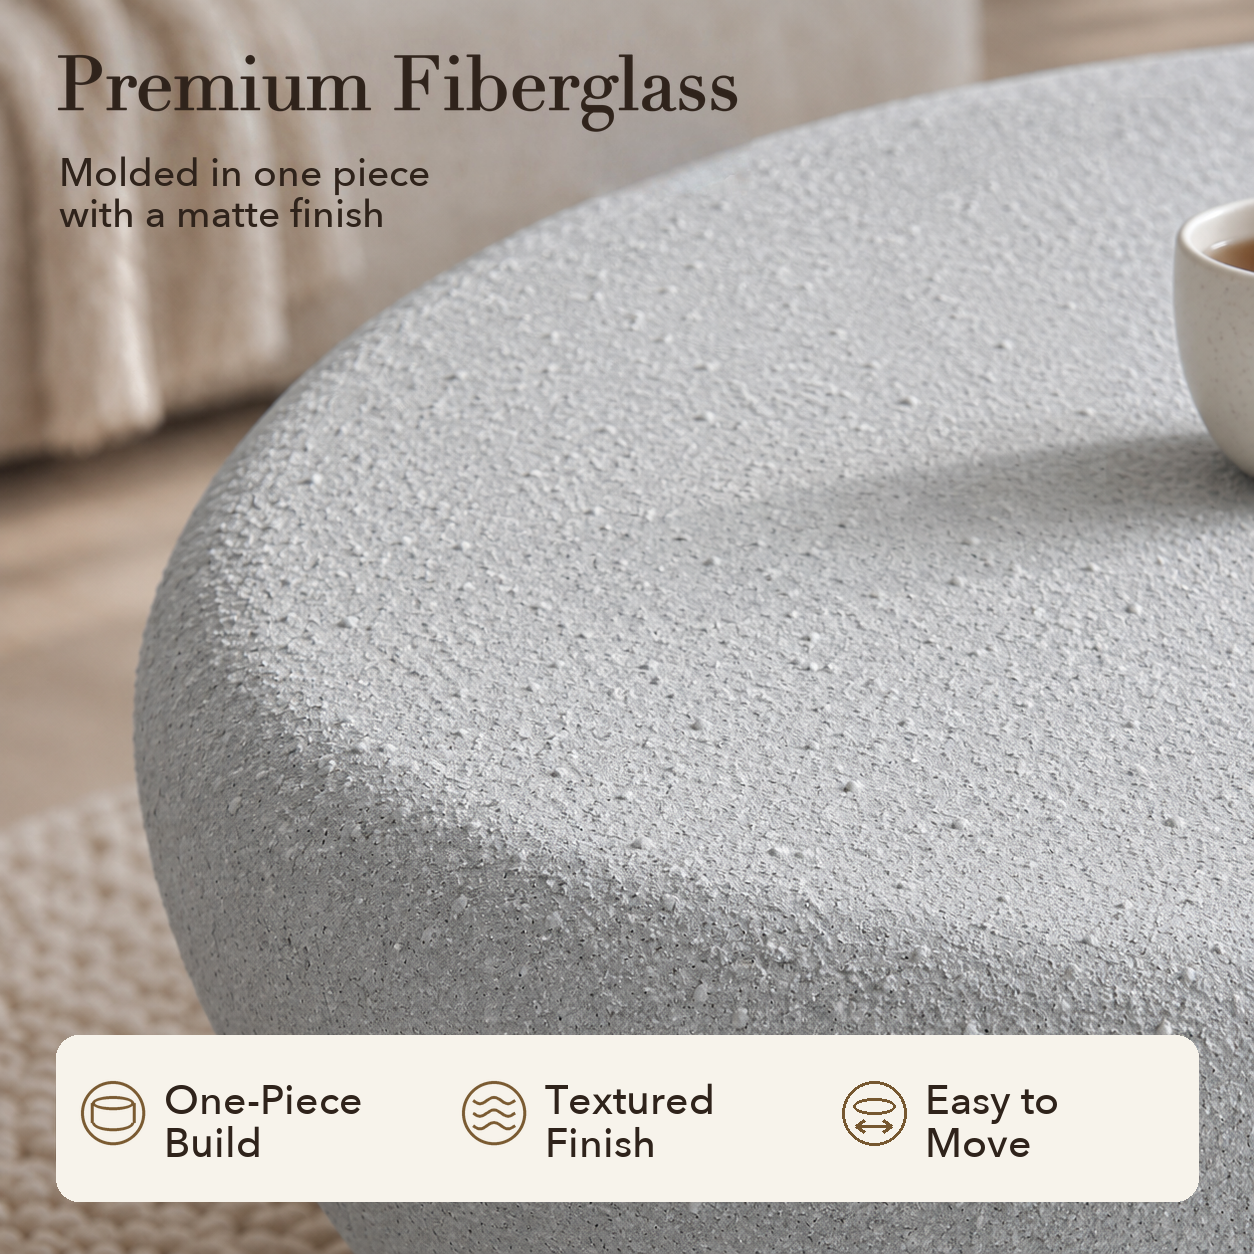 Premium Fiberglass
Molded in one piece
with a matte finish
One-Piece
Build
Textured
Finish
Easy to
Move